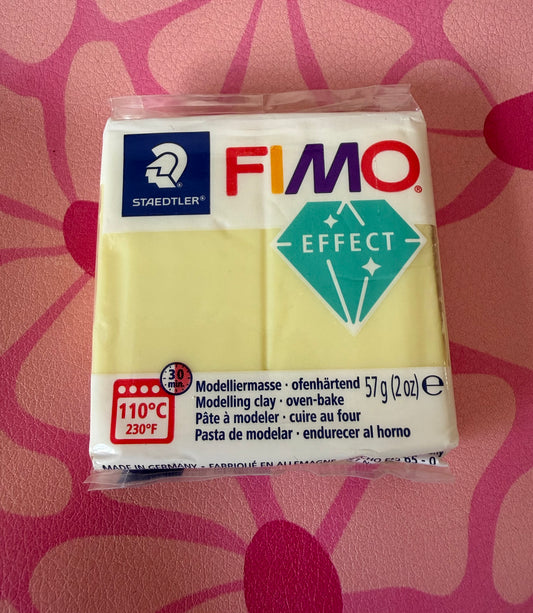 STAEDTLER®
FIMO®
EFFECT
30
min.
110°C
230°F
Modelliermasse · ofenhärtend
Modelling clay · oven-bake
Pâte à modeler · cuire au four
Pasta de modelar · endurecer al horno
57 g (2 oz) ℮
MADE IN GERMANY · FABRIQUÉ EN ALLEMAGNE